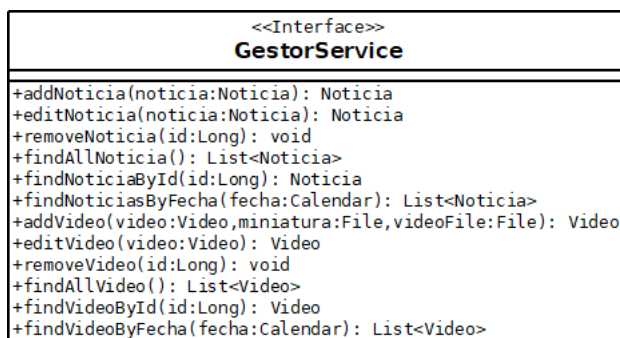 <<Interface>>
GestorService
+addNoticia(noticia:Noticia): Noticia
+editNoticia(noticia:Noticia): Noticia
+removeNoticia(id:Long): void
+findAllNoticia(): List<Noticia>
+findNoticiaById(id:Long): Noticia
+findNoticiasByFecha(fecha:Calendar): List<Noticia>
+addVideo(video:Video,miniatura:File,videoFile:File): Video
+editVideo(video:Video): Video
+removeVideo(id:Long): void
+findAllVideo(): List<Video>
+findVideoById(id:Long): Video
+findVideoByFecha(fecha:Calendar): List<Video>